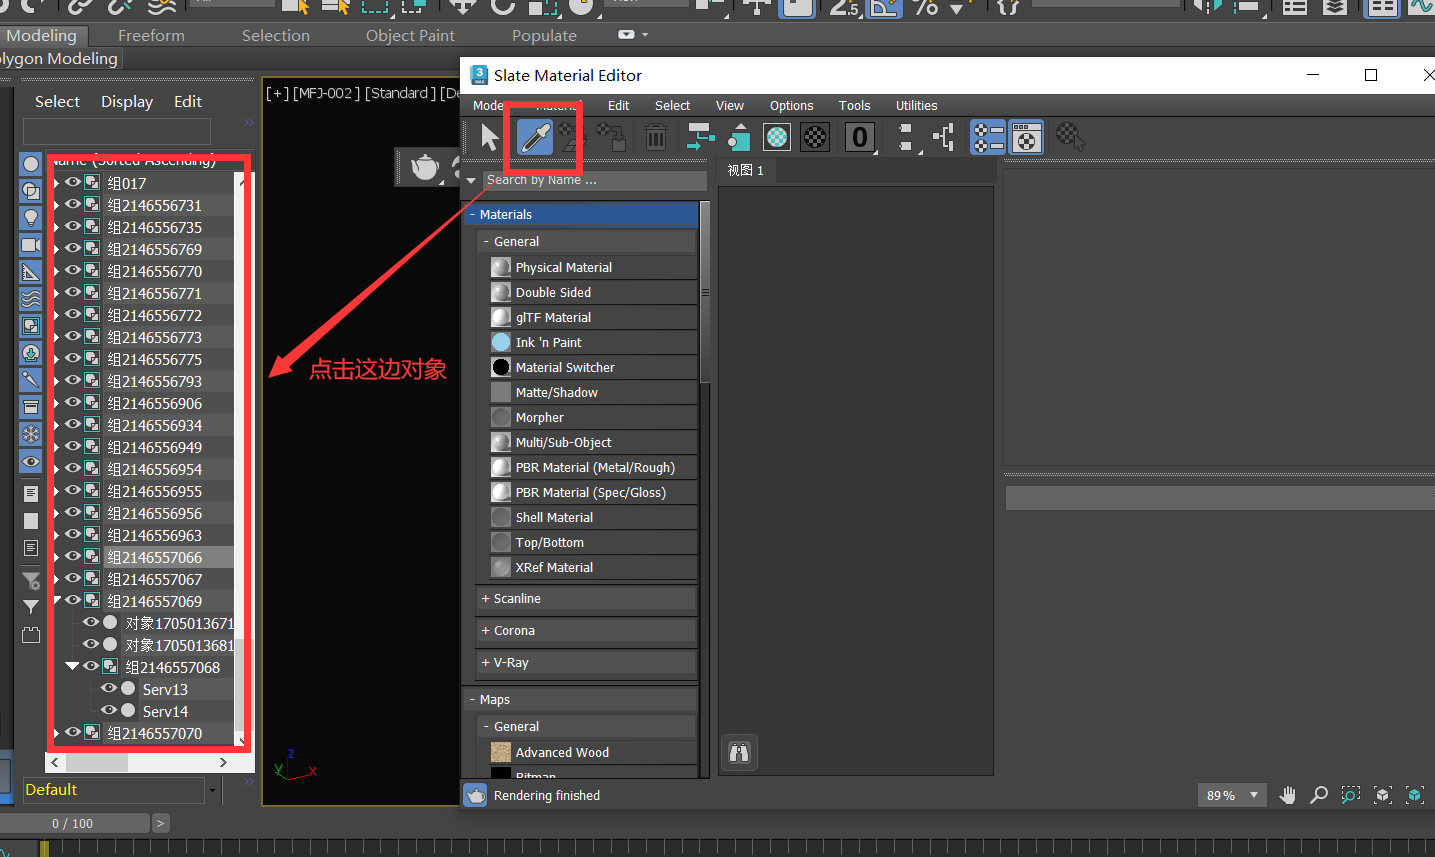 Modeling
Freeform
Selection
Object Paint
Populate
olygon Modeling
Select
Display
Edit
Name (Sorted Ascending)
组017
组2146556731
组2146556735
组2146556769
组2146556770
组2146556771
组2146556772
组2146556773
组2146556775
组2146556793
组2146556906
组2146556934
组2146556949
组2146556954
组2146556955
组2146556956
组2146556963
组2146557066
组2146557067
组2146557069
对象1705013671
对象1705013681
组2146557068
Serv13
Serv14
组2146557070
Default
0 / 100
>
[+] [MFJ-002 ] [Standard ] [De
点击这边对象
z
y
x
Slate Material Editor
Mode
Material
Edit
Select
View
Options
Tools
Utilities
0
视图 1
Search by Name ...
- Materials
- General
Physical Material
Double Sided
glTF Material
Ink 'n Paint
Material Switcher
Matte/Shadow
Morpher
Multi/Sub-Object
PBR Material (Metal/Rough)
PBR Material (Spec/Gloss)
Shell Material
Top/Bottom
XRef Material
+ Scanline
+ Corona
+ V-Ray
- Maps
- General
Advanced Wood
Bitmap
Rendering finished
89%